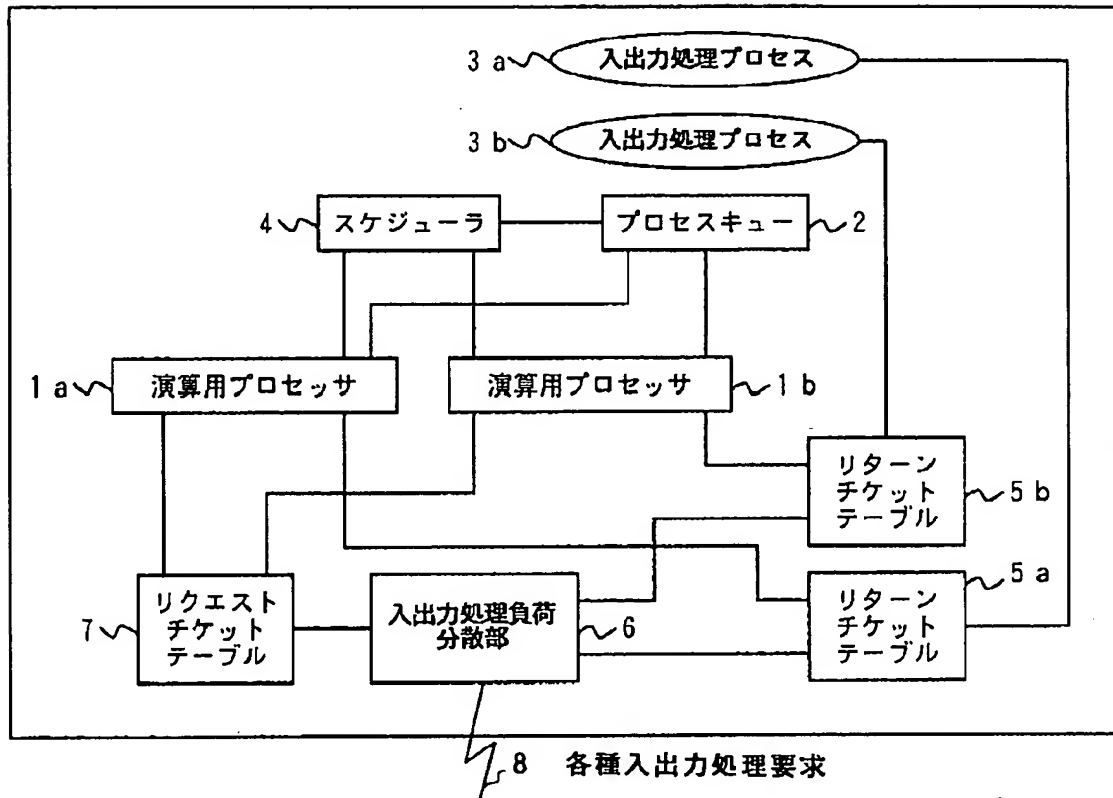 3a 入出力処理プロセス
3b 入出力処理プロセス
4 スケジューラ プロセスキュー 2
1a 演算用プロセッサ 演算用プロセッサ 1b
リターン
チケット
テーブル
5b
5a
リクエスト
チケット
テーブル
7
入出力処理負荷
分散部
6
リターン
チケット
テーブル
8 各種入出力処理要求